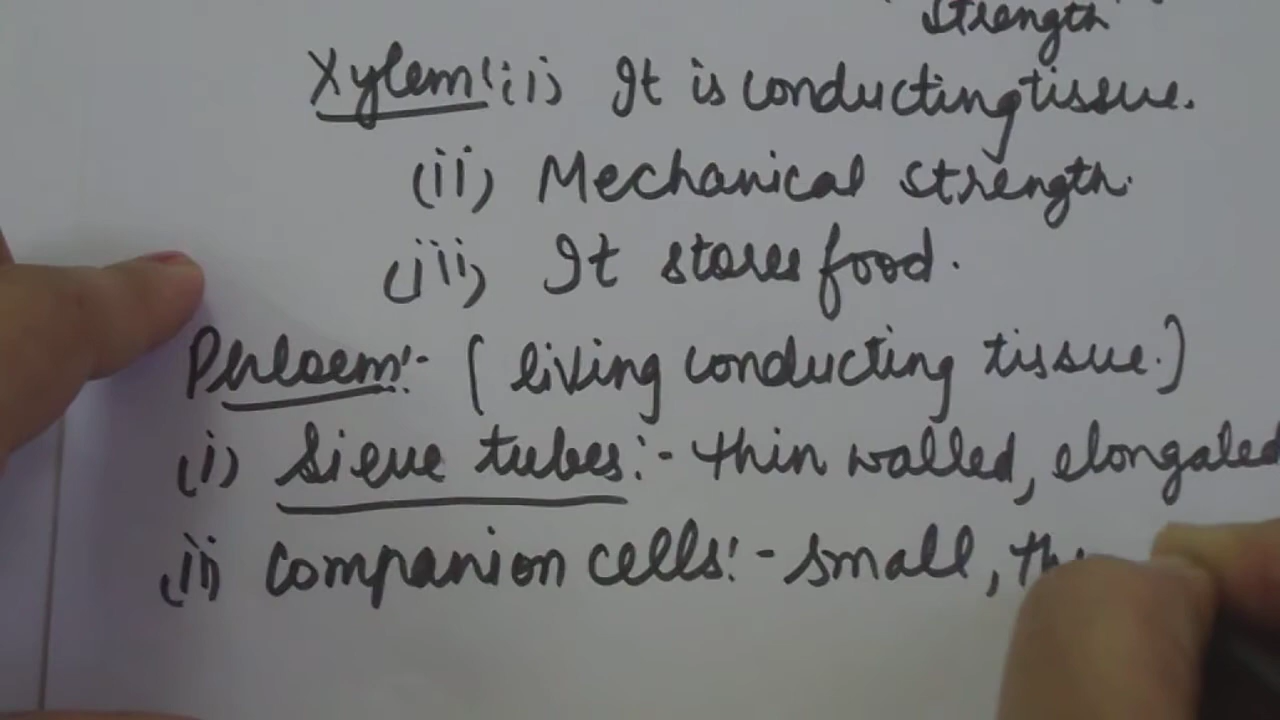 Strength
Xylem:(i) It is conducting tissue.
(ii) Mechanical strength.
(iii) It stores food.
Phloem:- (living conducting tissue.)
(i) Sieve tubes:- thin walled, elongated
(ii) Companion cells:- small,